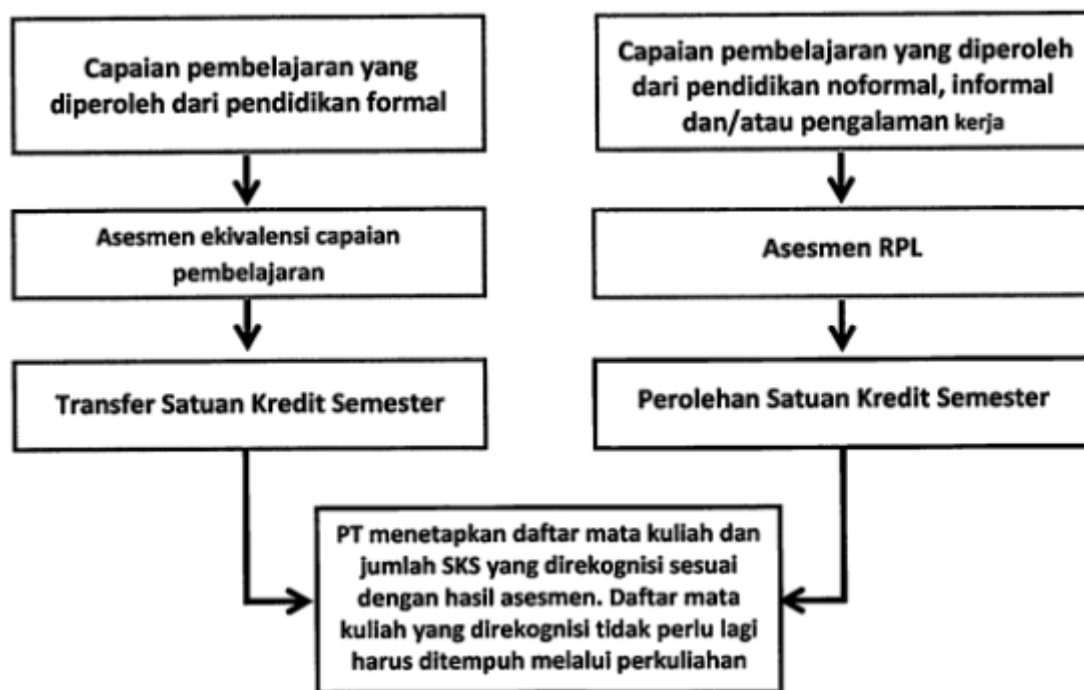 Capaian pembelajaran yang
diperoleh dari pendidikan formal
Capaian pembelajaran yang diperoleh
dari pendidikan noformal, informal
dan/atau pengalaman kerja
Asesmen ekivalensi capaian
pembelajaran
Asesmen RPL
Transfer Satuan Kredit Semester
Perolehan Satuan Kredit Semester
PT menetapkan daftar mata kuliah dan
jumlah SKS yang direkognisi sesuai
dengan hasil asesmen. Daftar mata
kuliah yang direkognisi tidak perlu lagi
harus ditempuh melalui perkuliahan